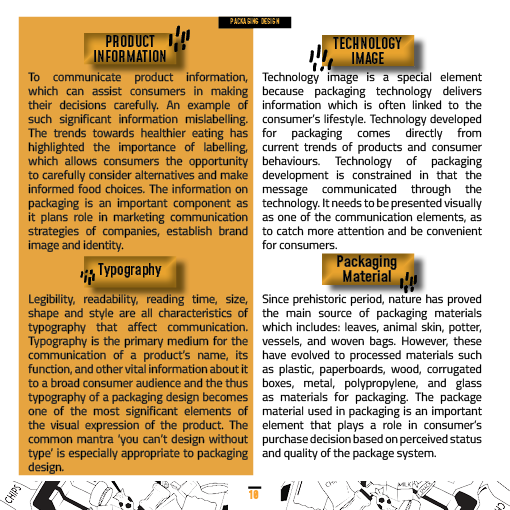 PACKAGING DESIGN
PRODUCT
INFORMATION
To communicate product information,
which can assist consumers in making
their decisions carefully. An example of
such significant information mislabelling.
The trends towards healthier eating has
highlighted the importance of labelling,
which allows consumers the opportunity
to carefully consider alternatives and make
informed food choices. The information on
packaging is an important component as
it plans role in marketing communication
strategies of companies, establish brand
image and identity.
Typography
Legibility, readability, reading time, size,
shape and style are all characteristics of
typography that affect communication.
Typography is the primary medium for the
communication of a product's name, its
function, and other vital information about it
to a broad consumer audience and the thus
typography of a packaging design becomes
one of the most significant elements of
the visual expression of the product. The
common mantra 'you can't design without
type' is especially appropriate to packaging
design.
TECHNOLOGY
IMAGE
Technology image is a special element
because packaging technology delivers
information which is often linked to the
consumer's lifestyle. Technology developed
for packaging comes directly from
current trends of products and consumer
behaviours. Technology of packaging
development is constrained in that the
message communicated through the
technology. It needs to be presented visually
as one of the communication elements, as
to catch more attention and be convenient
for consumers.
Packaging
Material
Since prehistoric period, nature has proved
the main source of packaging materials
which includes: leaves, animal skin, potter,
vessels, and woven bags. However, these
have evolved to processed materials such
as plastic, paperboards, wood, corrugated
boxes, metal, polypropylene, and glass
as materials for packaging. The package
material used in packaging is an important
element that plays a role in consumer's
purchase decision based on perceived status
and quality of the package system.
CHIPS
10
MILK